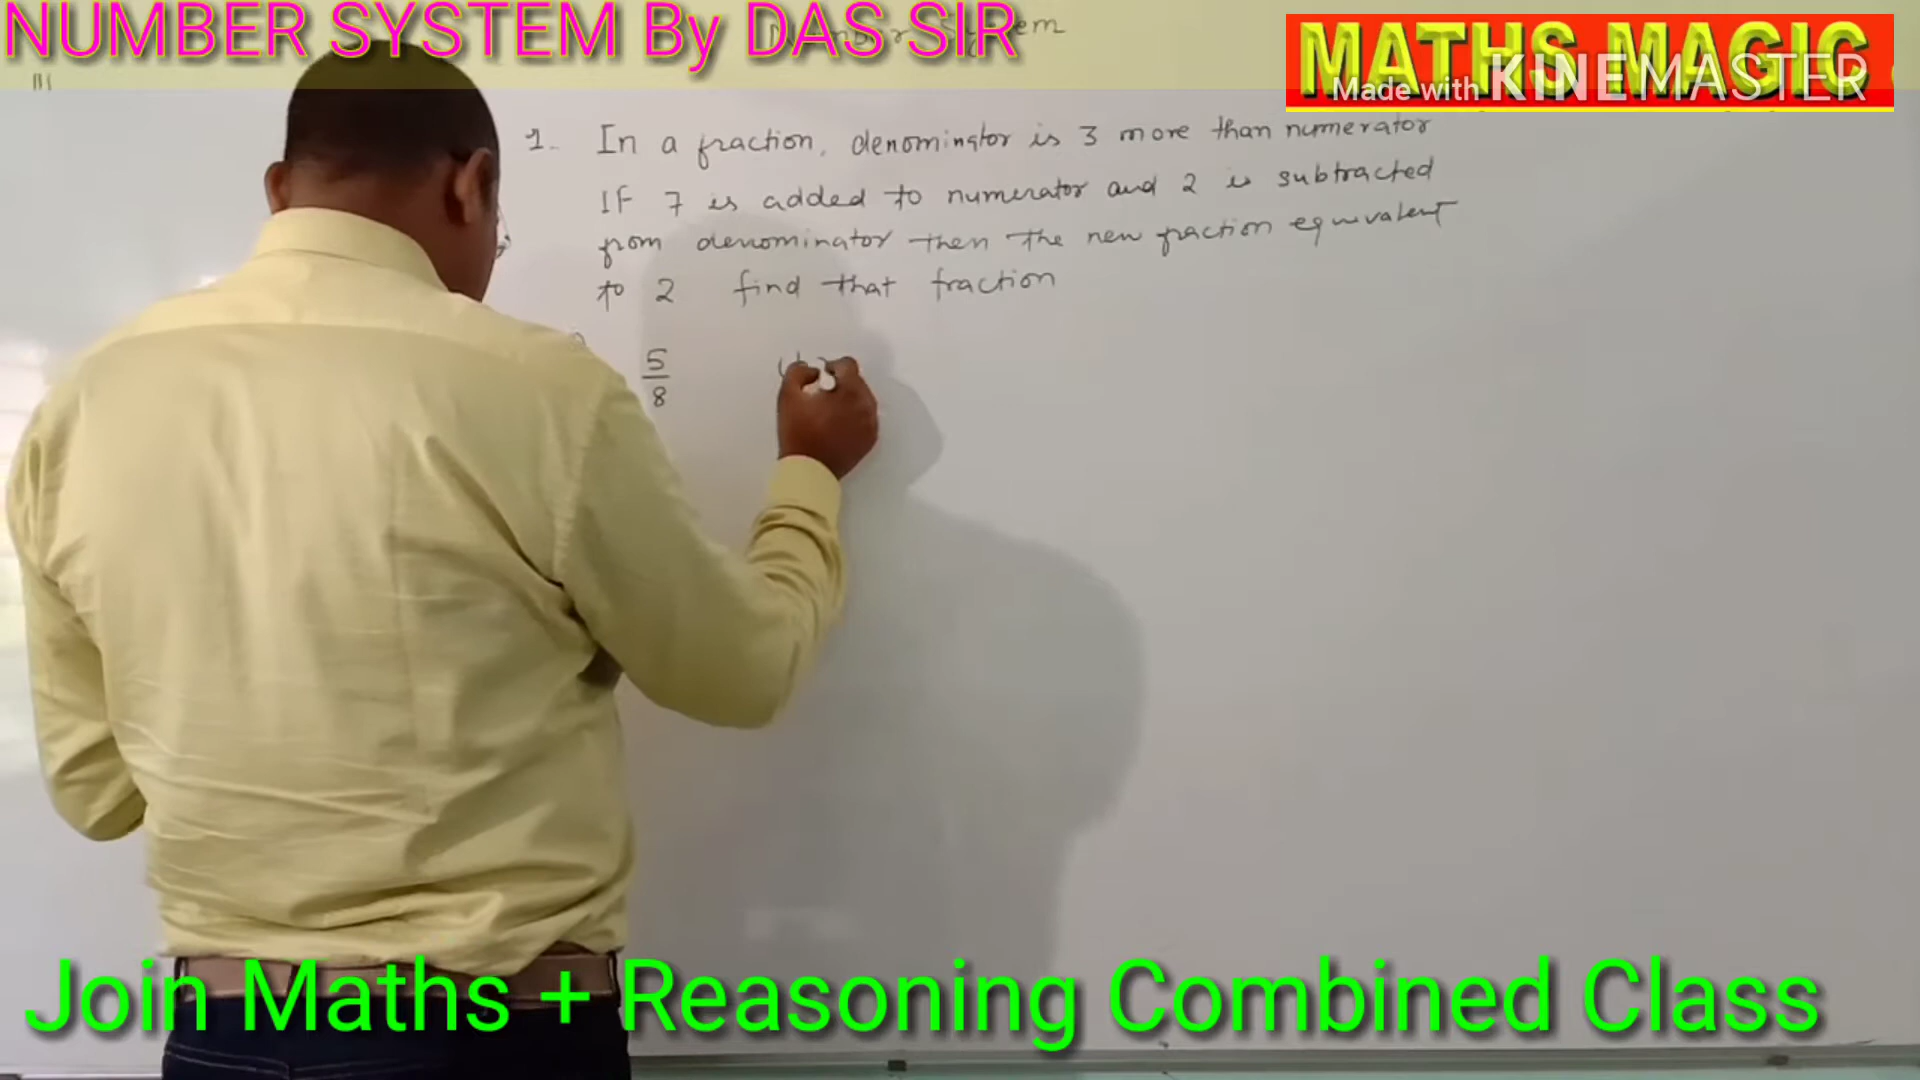 NUMBER SYSTEM By DAS SIR
MATHS MAGIC
Made with KINEMASTER
1. In a fraction, denominator is 3 more than numerator
If 7 is added to numerator and 2 is subtracted
from denominator then the new fraction equivalent
to 2 find that fraction
5
8
Join Maths + Reasoning Combined Class